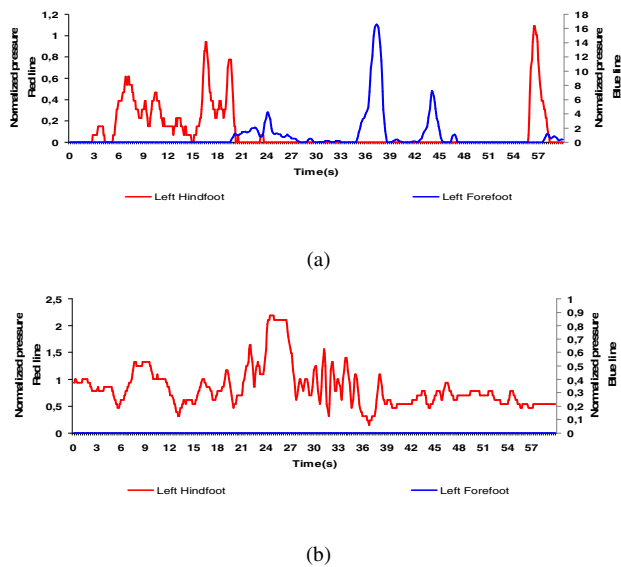 Normalized pressure
Red line
1,2
1
0,8
0,6
0,4
0,2
0
18
16
14
12
10
8
6
4
2
0
Normalized pressure
Blue line
0 3 6 9 12 15 18 21 24 27 30 33 36 39 42 45 48 51 54 57
Time(s)
Left Hindfoot Left Forefoot
(a)
Normalized pressure
Red line
2,5
2
1,5
1
0,5
0
1
0,9
0,8
0,7
0,6
0,5
0,4
0,3
0,2
0,1
0
Normalized pressure
Blue line
0 3 6 9 12 15 18 21 24 27 30 33 36 39 42 45 48 51 54 57
Time(s)
Left Hindfoot Left Forefoot
(b)